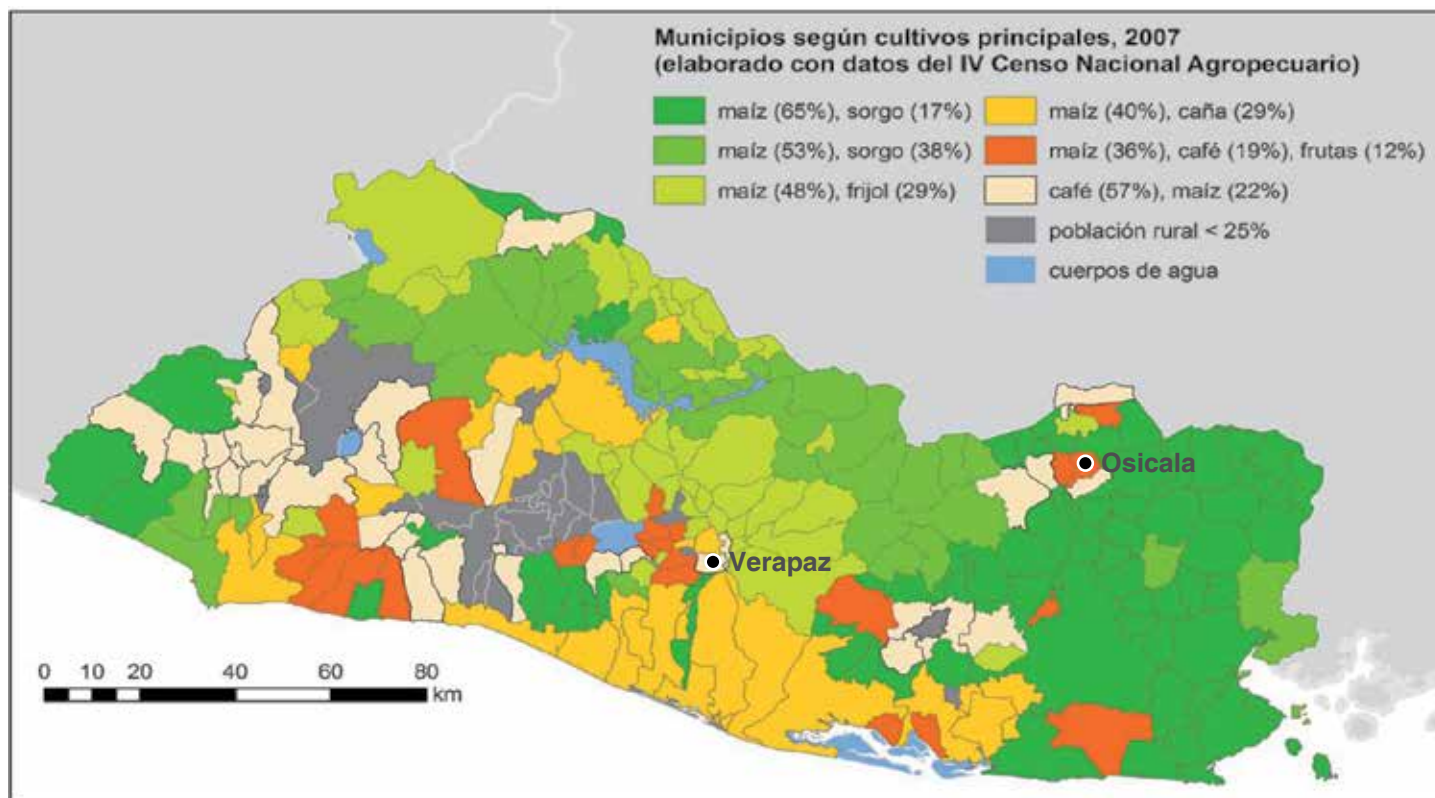 Municipios según cultivos principales, 2007
(elaborado con datos del IV Censo Nacional Agropecuario)
maíz (65%), sorgo (17%)
maíz (53%), sorgo (38%)
maíz (48%), frijol (29%)
maíz (40%), caña (29%)
maíz (36%), café (19%), frutas (12%)
café (57%), maíz (22%)
población rural < 25%
cuerpos de agua
Osicala
Verapaz
0 10 20 40 60 80
km